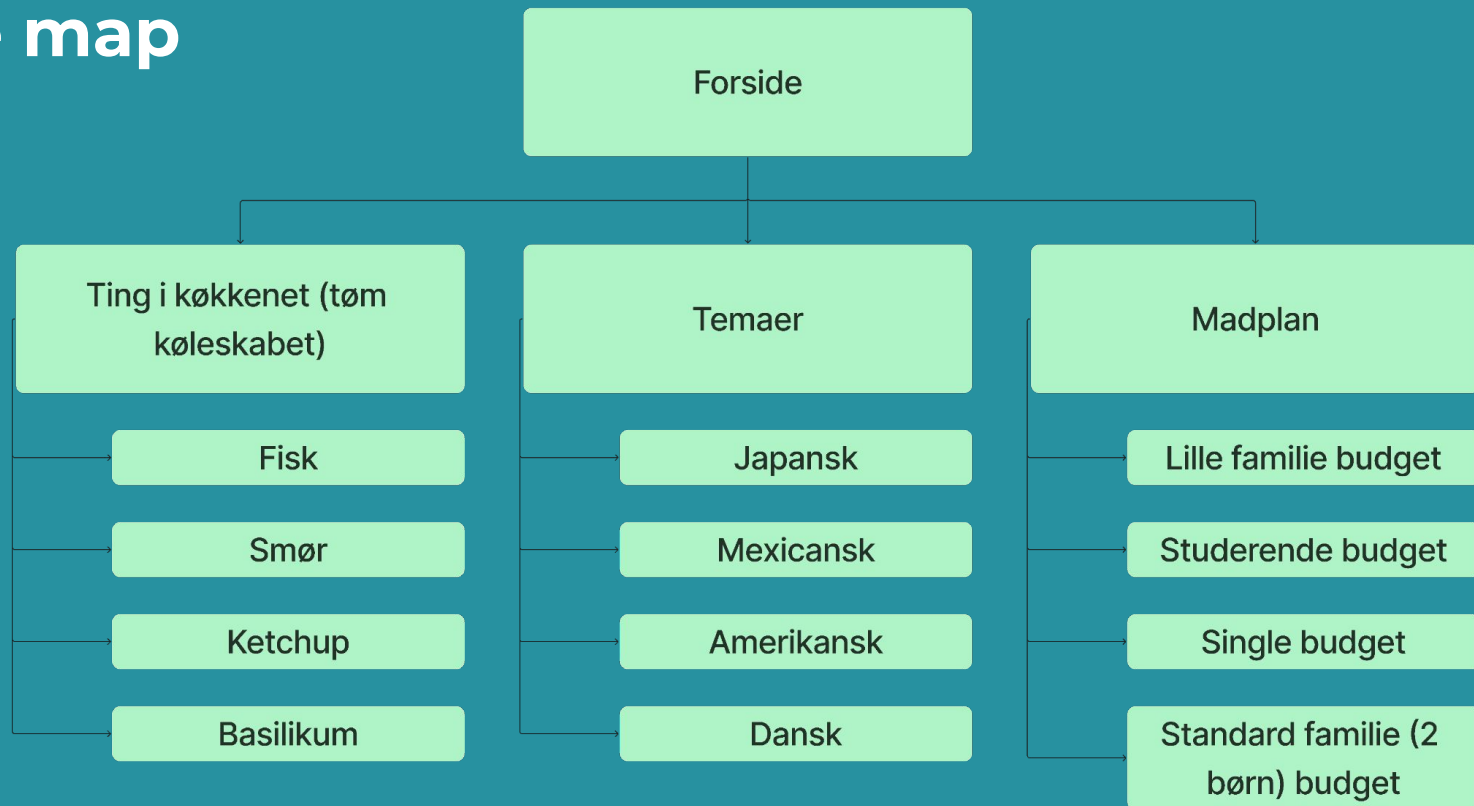 map
Forside
Ting i køkkenet (tøm
køleskabet)
Fisk
Smør
Ketchup
Basilikum
Temaer
Japansk
Mexicansk
Amerikansk
Dansk
Madplan
Lille familie budget
Studerende budget
Single budget
Standard familie (2
børn) budget